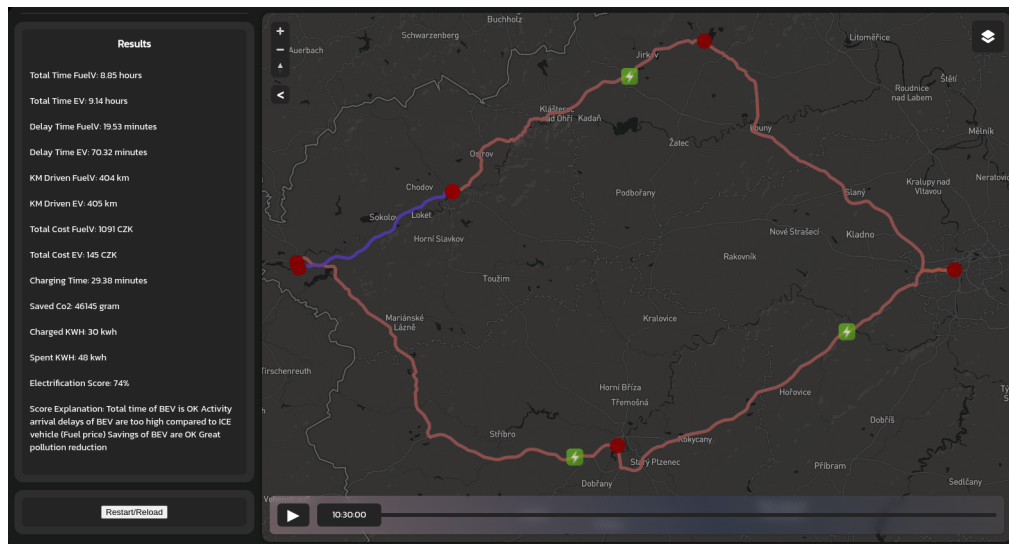 Results
Total Time FuelV: 8.85 hours
Total Time EV: 9.14 hours
Delay Time FuelV: 19.53 minutes
Delay Time EV: 70.32 minutes
KM Driven FuelV: 404 km
KM Driven EV: 405 km
Total Cost FuelV: 1091 CZK
Total Cost EV: 145 CZK
Charging Time: 29.38 minutes
Saved Co2: 46145 gram
Charged KWH: 30 kwh
Spent KWH: 48 kwh
Electrification Score: 74%
Score Explanation: Total time of BEV is OK Activity
arrival delays of BEV are too high compared to ICE
vehicle (Fuel price) Savings of BEV are OK Great
pollution reduction
Restart/Reload
+
−
<
Buchholz
Schwarzenberg
Auerbach
Jirkov
Litoměřice
Štětí
Roudnice
nad Labem
Mělník
Klášterec
nad Ohří
Kadaň
Louny
Žatec
Ostrov
Chodov
Podbořany
Slaný
Kralupy nad
Vltavou
Neratovic
Sokolov
Loket
Horní Slavkov
Nové Strašecí
Kladno
Rakovník
Toužim
Mariánské
Lázně
Kralovice
Tirschenreuth
Horní Bříza
Třemošná
Hořovice
Stříbro
Rokycany
Starý Plzenec
Dobříš
Dobřany
Příbram
Sedlčany
10:30:00